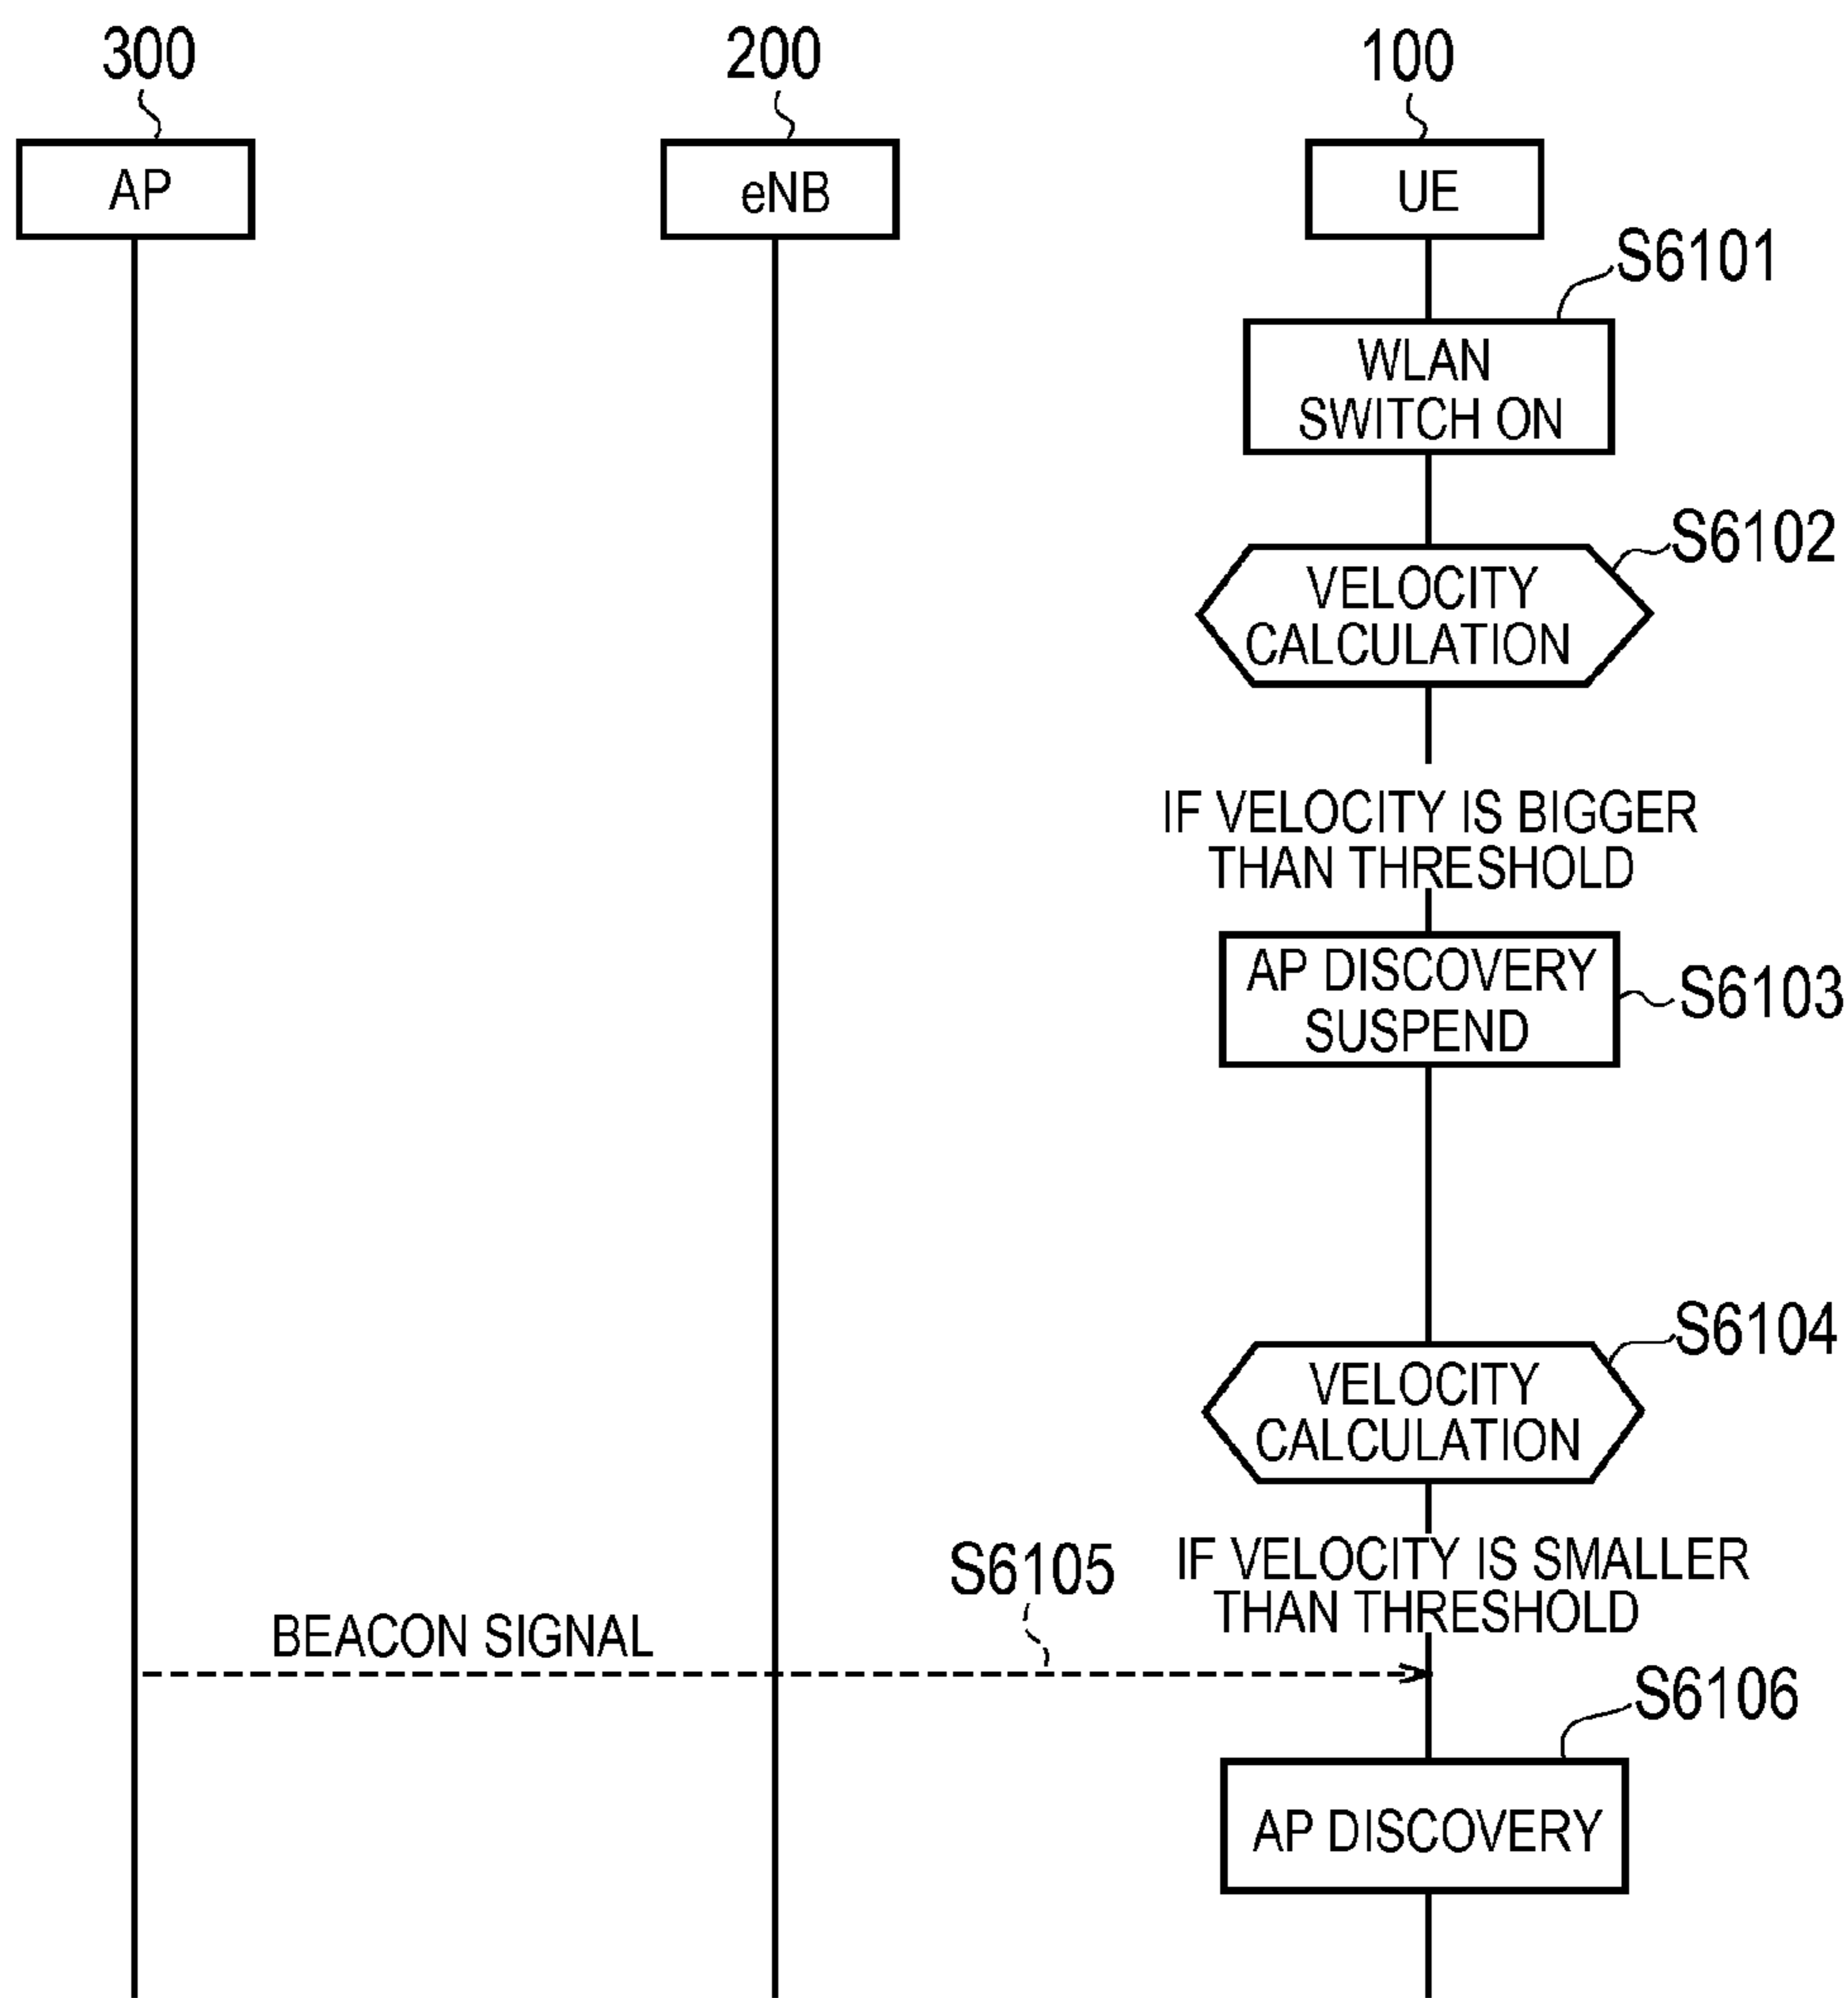 300
200
100
AP
eNB
UE
S6101
WLAN
SWITCH ON
S6102
VELOCITY
CALCULATION
IF VELOCITY IS BIGGER
THAN THRESHOLD
AP DISCOVERY
SUSPEND
S6103
S6104
VELOCITY
CALCULATION
S6105
IF VELOCITY IS SMALLER
THAN THRESHOLD
BEACON SIGNAL
S6106
AP DISCOVERY